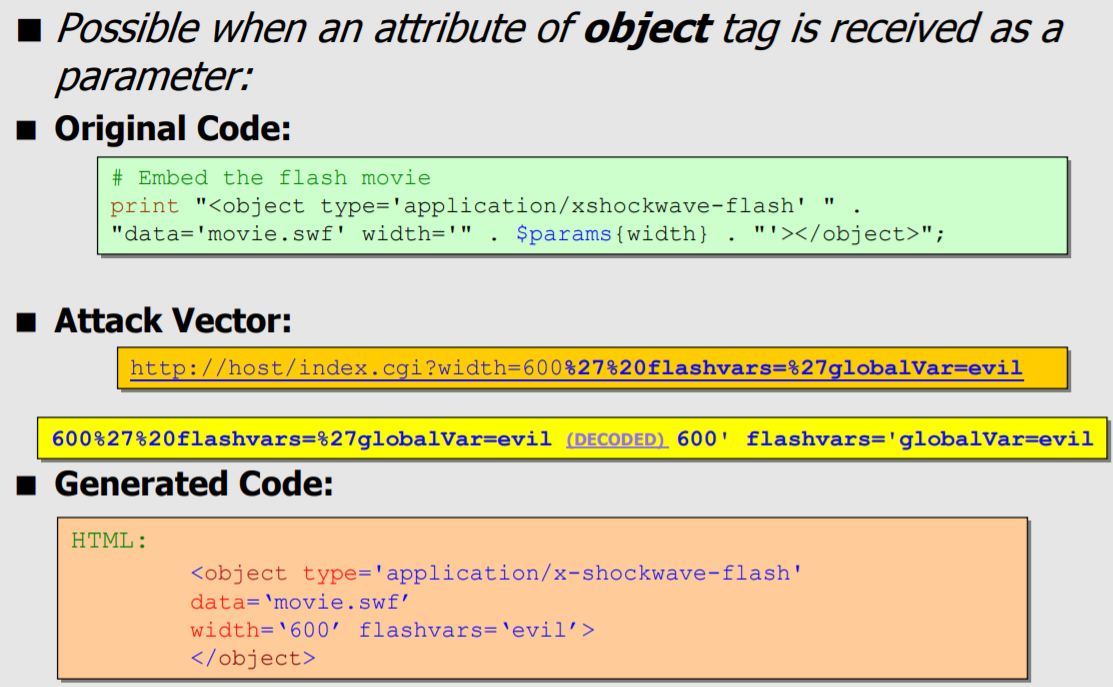 ■ Possible when an attribute of object tag is received as a
parameter:
■ Original Code:
# Embed the flash movie
print "<object type='application/xshockwave-flash' " .
"data='movie.swf' width='" . $params{width} . "'></object>";
■ Attack Vector:
http://host/index.cgi?width=600%27%20flashvars=%27globalVar=evil
600%27%20flashvars=%27globalVar=evil (DECODED) 600' flashvars='globalVar=evil
■ Generated Code:
HTML:
<object type='application/x-shockwave-flash'
data=‘movie.swf’
width=‘600’ flashvars=‘evil’>
</object>